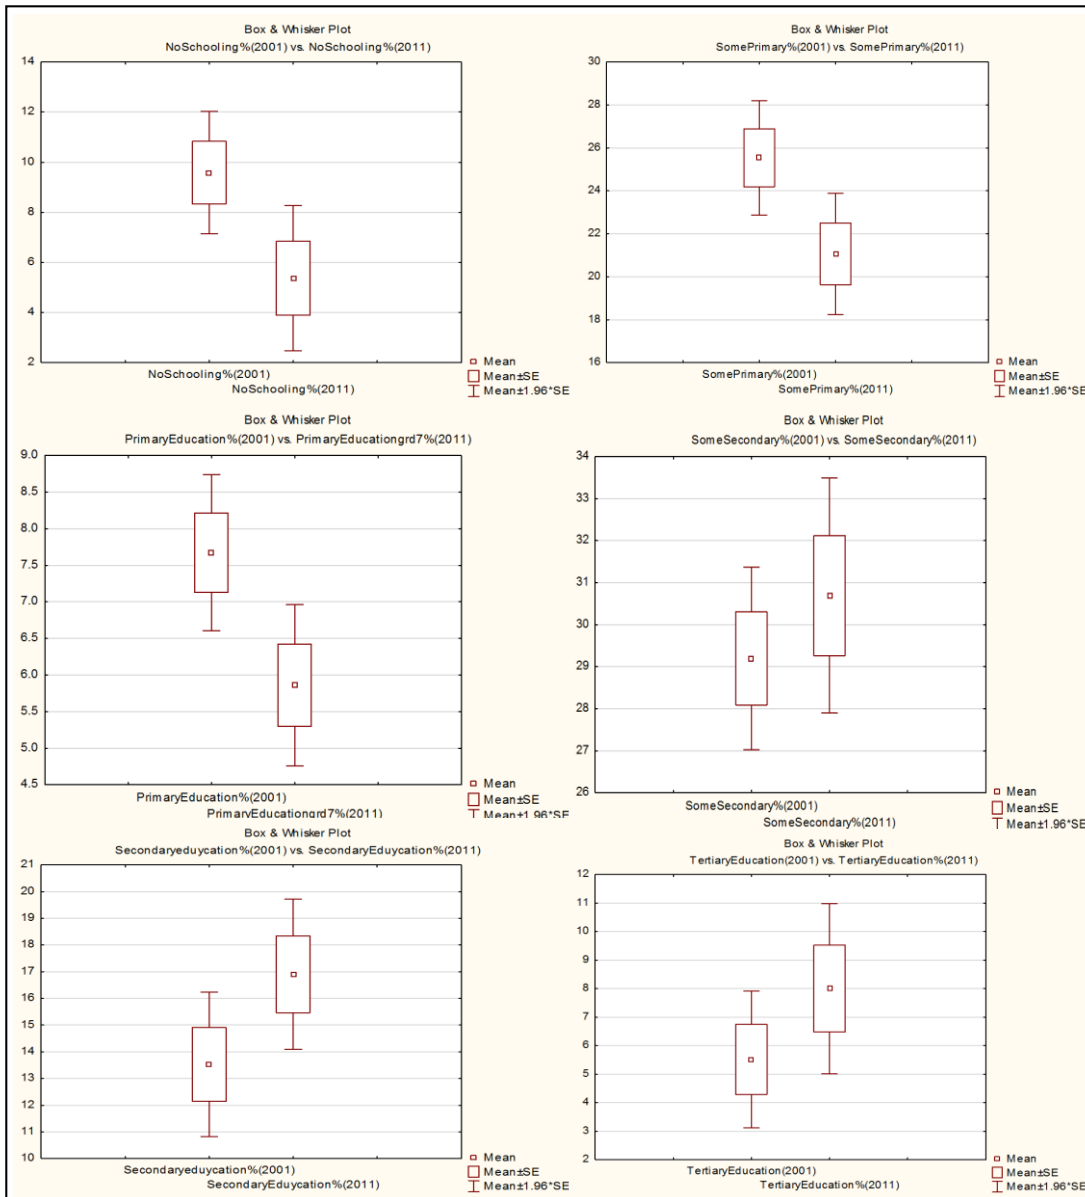 Box & Whisker Plot
NoSchooling%(2001) vs. NoSchooling%(2011)
14
12
10
8
6
4
2
NoSchooling%(2001)
NoSchooling%(2011)
Mean
Mean±SE
Mean±1.96*SE
Box & Whisker Plot
SomePrimary%(2001) vs. SomePrimary%(2011)
30
28
26
24
22
20
18
16
SomePrimary%(2001)
SomePrimary%(2011)
Mean
Mean±SE
Mean±1.96*SE
Box & Whisker Plot
PrimaryEducation%(2001) vs. PrimaryEducationgrd7%(2011)
9.0
8.5
8.0
7.5
7.0
6.5
6.0
5.5
5.0
4.5
PrimaryEducation%(2001)
PrimaryEducationgrd7%(2011)
Mean
Mean±SE
Mean±1.96*SE
Box & Whisker Plot
SomeSecondary%(2001) vs. SomeSecondary%(2011)
34
33
32
31
30
29
28
27
26
SomeSecondary%(2001)
SomeSecondary%(2011)
Mean
Mean±SE
Mean±1.96*SE
Box & Whisker Plot
Secondaryeduycation%(2001) vs. SecondaryEduycation%(2011)
21
20
19
18
17
16
15
14
13
12
11
10
Secondaryeduycation%(2001)
SecondaryEduycation%(2011)
Mean
Mean±SE
Mean±1.96*SE
Box & Whisker Plot
TertiaryEducation(2001) vs. TertiaryEducation%(2011)
12
11
10
9
8
7
6
5
4
3
2
TertiaryEducation(2001)
TertiaryEducation%(2011)
Mean
Mean±SE
Mean±1.96*SE